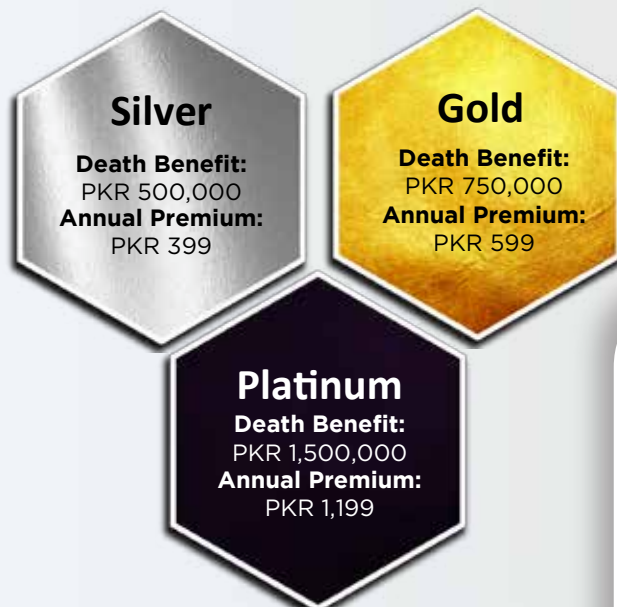 Silver
Death Benefit:
PKR 500,000
Annual Premium:
PKR 399
Gold
Death Benefit:
PKR 750,000
Annual Premium:
PKR 599
Platinum
Death Benefit:
PKR 1,500,000
Annual Premium:
PKR 1,199